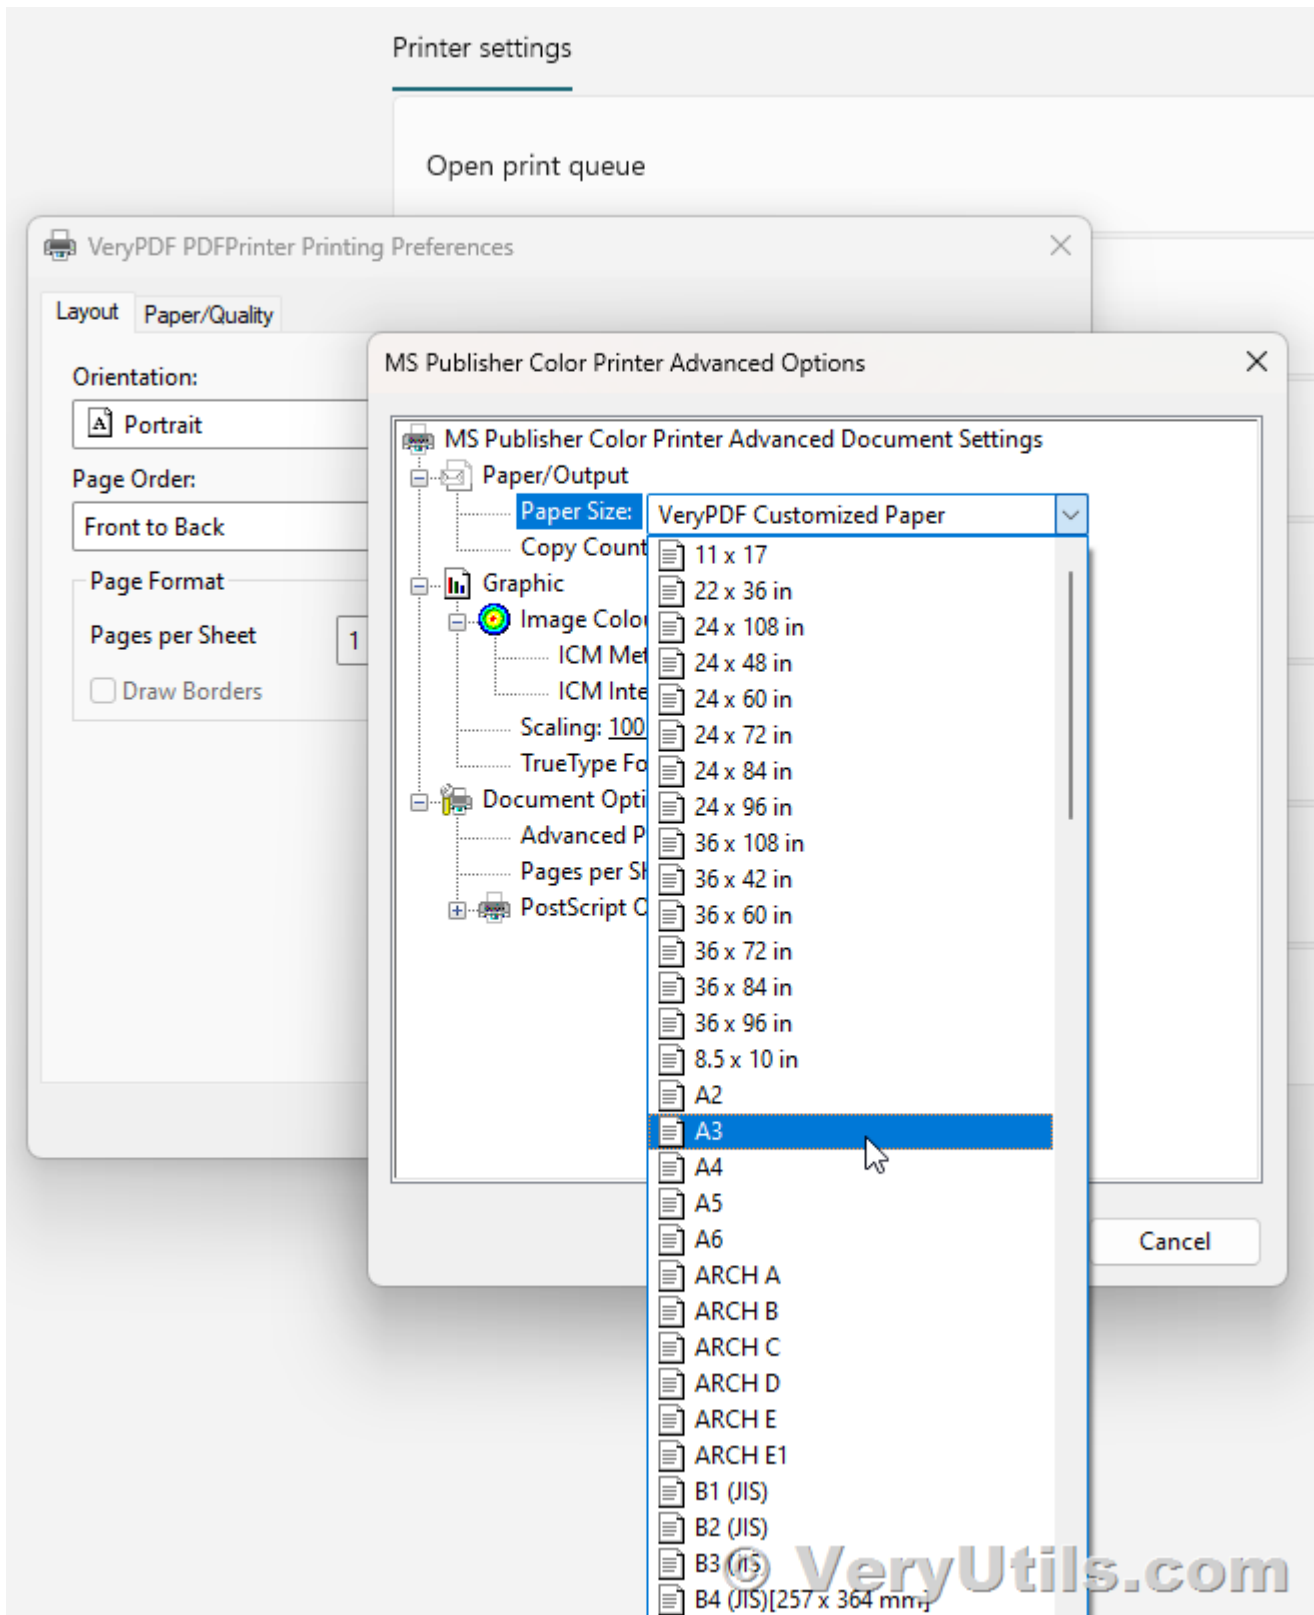 Printer settings
Open print queue
VeryPDF PDFPrinter Printing Preferences
Layout
Paper/Quality
Orientation:
Portrait
Page Order:
Front to Back
Page Format
Pages per Sheet
1
Draw Borders
MS Publisher Color Printer Advanced Options
MS Publisher Color Printer Advanced Document Settings
Paper/Output
Paper Size:
VeryPDF Customized Paper
Copy Count
Graphic
Image Colo
ICM Met
ICM Inte
Scaling: 100
TrueType Fo
Document Opti
Advanced P
Pages per Sh
PostScript O
11 x 17
22 x 36 in
24 x 108 in
24 x 48 in
24 x 60 in
24 x 72 in
24 x 84 in
24 x 96 in
36 x 108 in
36 x 42 in
36 x 60 in
36 x 72 in
36 x 84 in
36 x 96 in
8.5 x 10 in
A2
A3
A4
A5
A6
ARCH A
ARCH B
ARCH C
ARCH D
ARCH E
ARCH E1
B1 (JIS)
B2 (JIS)
B3 (JIS)
B4 (JIS)[257 x 364 mm]
Cancel
© VeryUtils.com